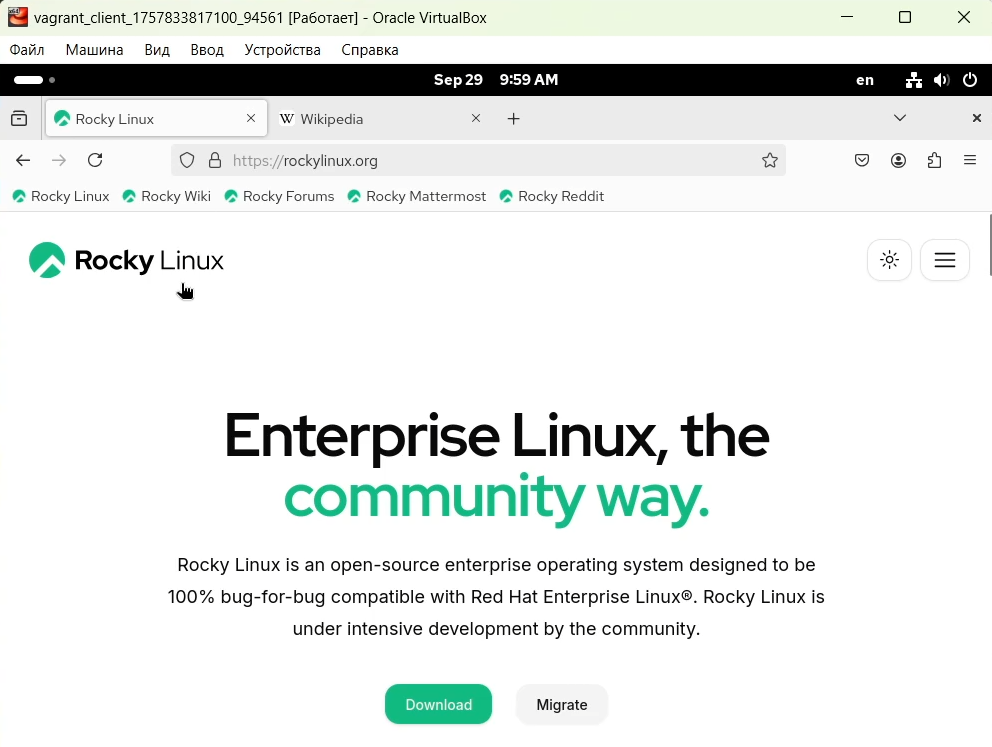 vagrant_client_1757833817100_94561 [Работает] - Oracle VirtualBox
Файл Машина Вид Ввод Устройства Справка
Sep 29 9:59 AM en
Rocky Linux Wikipedia
https://rockylinux.org
Rocky Linux Rocky Wiki Rocky Forums Rocky Mattermost Rocky Reddit
Rocky Linux
Enterprise Linux, the
community way.
Rocky Linux is an open-source enterprise operating system designed to be
100% bug-for-bug compatible with Red Hat Enterprise Linux®. Rocky Linux is
under intensive development by the community.
Download Migrate